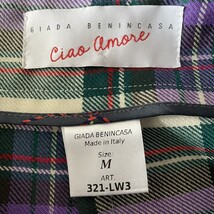 GIADA BENINCASA
Ciao Amore
GIADA BENINCASA
Made in Italy
Size:
M
ART.
321-LW3